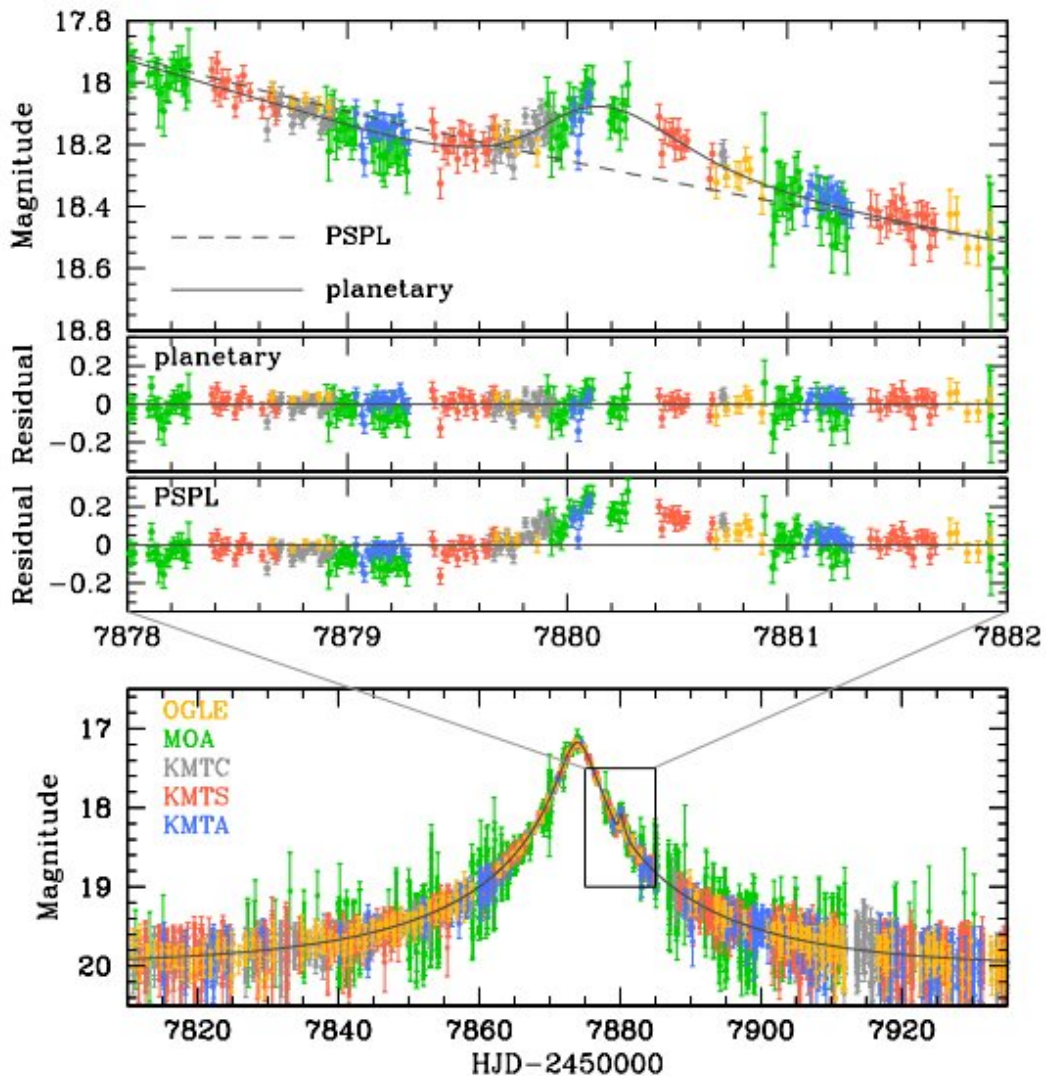 17.8
18
18.2
18.4
18.6
18.8
Magnitude
PSPL
planetary
planetary
0.2
0
-0.2
Residual
PSPL
0.2
0
-0.2
Residual
7878 7879 7880 7881 7882
OGLE
MOA
KMTC
KMTS
KMTA
17
18
19
20
Magnitude
7820 7840 7860 7880 7900 7920
HJD-2450000